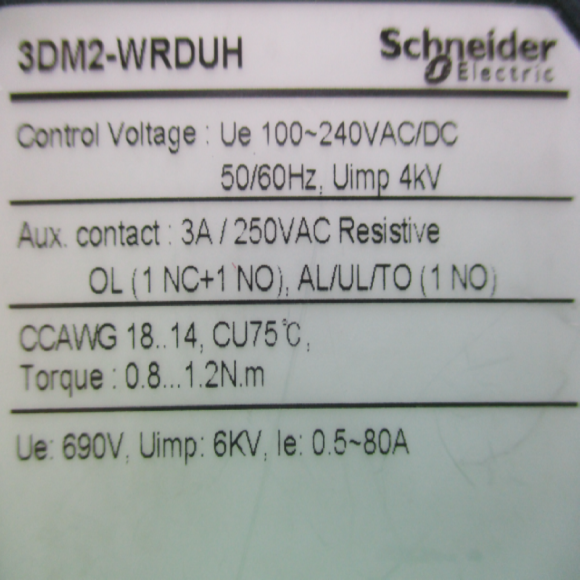 3DM2-WRDUH
Schneider
Electric
Control Voltage : Ue 100~240VAC/DC
50/60Hz, Uimp 4kV
Aux. contact : 3A / 250VAC Resistive
OL (1 NC+1 NO), AL/UL/TO (1 NO)
CCAWG 18..14, CU75℃,
Torque : 0.8...1.2N.m
Ue: 690V, Uimp: 6KV, Ie: 0.5~80A